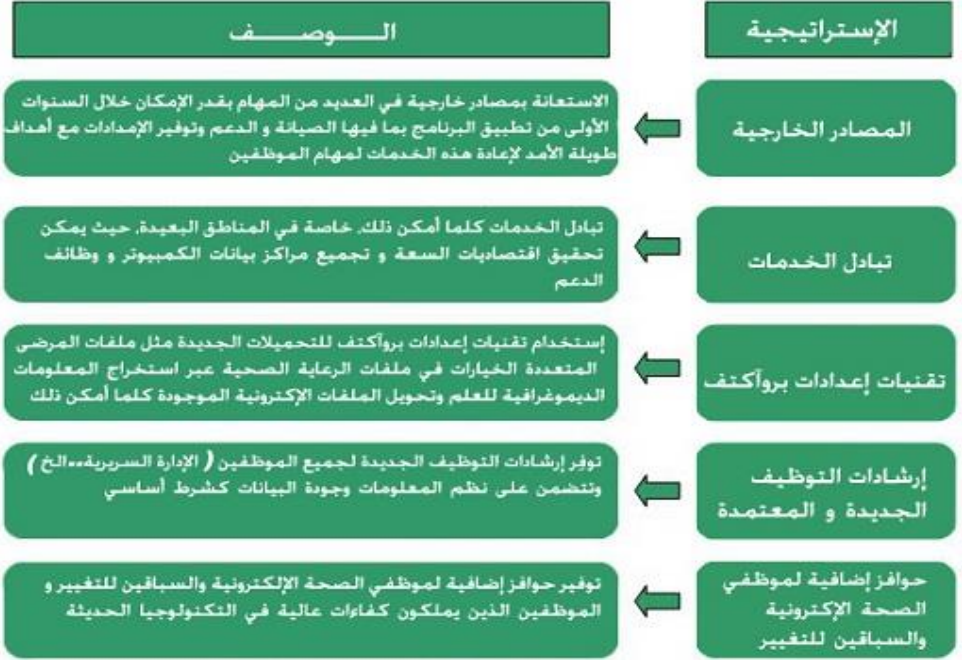 الإستراتيجية
الـــــوصـــــف
المصادر الخارجية
الاستعانة بمصادر خارجية في العديد من المهام بقدر الإمكان خلال السنوات
الأولى من تطبيق البرنامج بما فيها الصيانة و الدعم وتوفير الإمدادات مع أهداف
طويلة الأمد لإعادة هذه الخدمات لمهام الموظفين
تبادل الخدمات
تبادل الخدمات كلما أمكن ذلك، خاصة في المناطق البعيدة، حيث يمكن
تحقيق اقتصاديات السعة و تجميع مراكز بيانات الكمبيوتر و وظائف
الدعم
تقنيات إعدادات بروآكتف
إستخدام تقنيات إعدادات بروآكتف للتحميلات الجديدة مثل ملفات المرضى
المتعددة الخيارات في ملفات الرعاية الصحية عبر استخراج المعلومات
الديموغرافية للعلم وتحويل الملفات الإكترونية الموجودة كلما أمكن ذلك
إرشادات التوظيف
الجديدة و المعتمدة
توفر إرشادات التوظيف الجديدة لجميع الموظفين ( الإدارة السريرية..الخ )
وتتضمن على نظم المعلومات وجودة البيانات كشرط أساسي
حوافز إضافية لموظفي
الصحة الإكترونية
والسباقين للتغيير
توفير حوافز إضافية لموظفي الصحة الإلكترونية والسباقين للتغيير و
الموظفين الذين يملكون كفاءات عالية في التكنولوجيا الحديثة